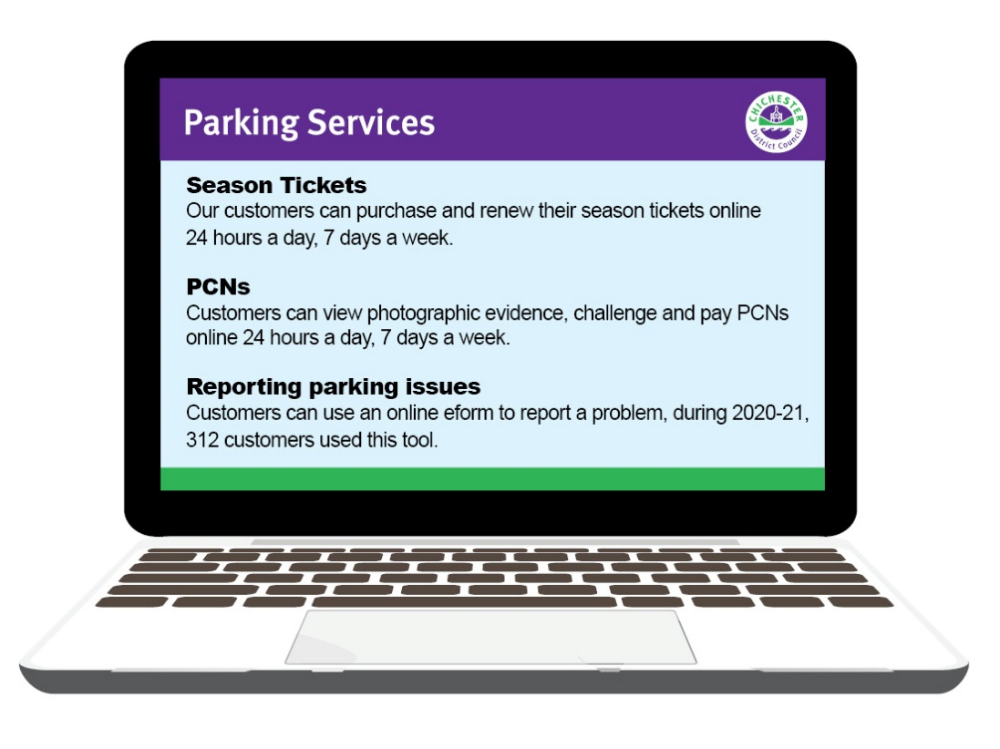 Parking Services
CHICHESTER
District Council
Season Tickets
Our customers can purchase and renew their season tickets online
24 hours a day, 7 days a week.
PCNs
Customers can view photographic evidence, challenge and pay PCNs
online 24 hours a day, 7 days a week.
Reporting parking issues
Customers can use an online eform to report a problem, during 2020-21,
312 customers used this tool.